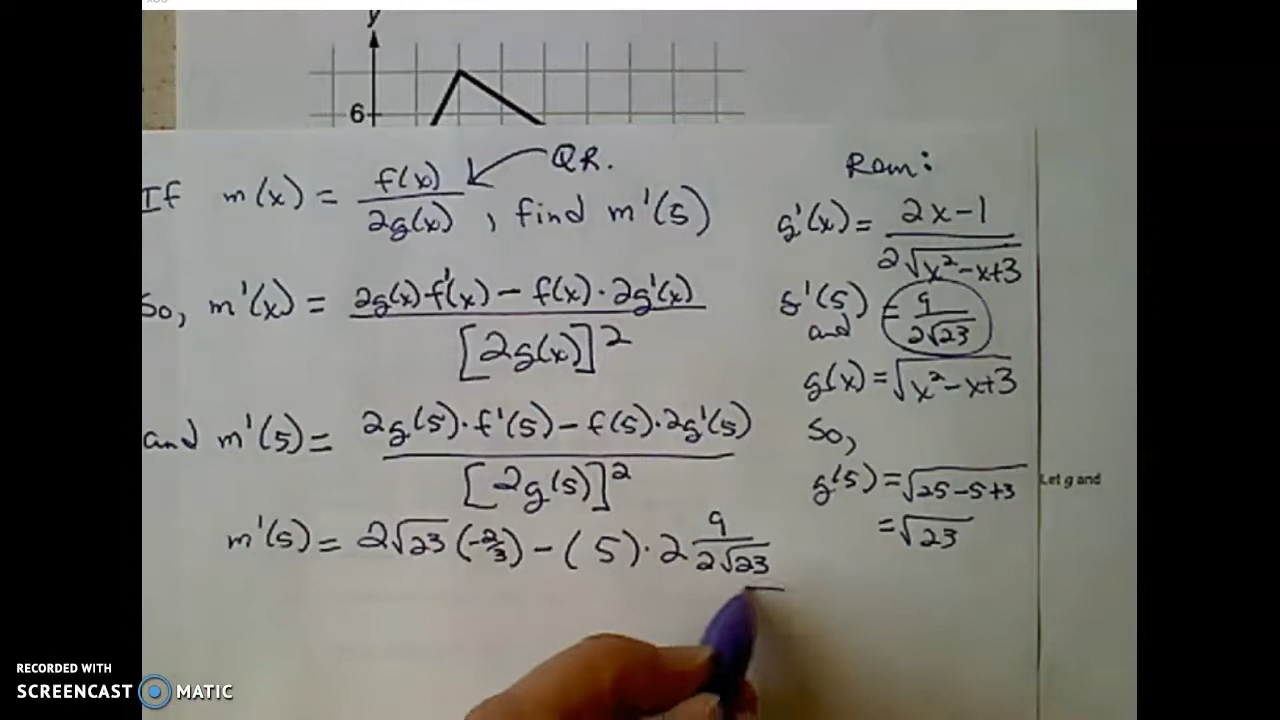 y
6
If m(x) = f(x)/2g(x), find m'(5)
QR.
So, m'(x) = 2g(x)f'(x) - f(x)·2g'(x) / [2g(x)]²
and m'(5) = 2g(5)·f'(5) - f(5)·2g'(5) / [2g(5)]²
m'(5) = 2√23 (-2/3) - (5)·2 9/2√23
Rem:
g'(x) = 2x-1 / 2√x²-x+3
g'(5) = 9/2√23
and
g(x) = √x²-x+3
So,
g(5) = √25-5+3
= √23
Let g and
RECORDED WITH
SCREENCAST MATIC